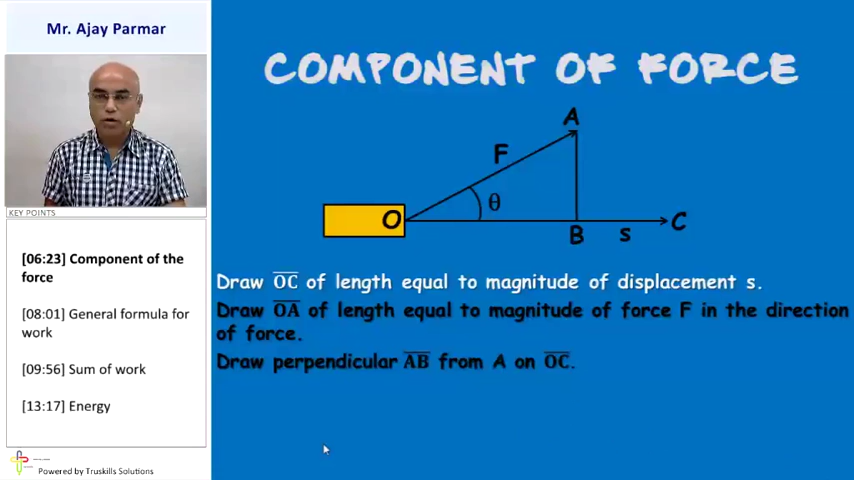 Mr. Ajay Parmar
KEY POINTS
[06:23] Component of the
force
[08:01] General formula for
work
[09:56] Sum of work
[13:17] Energy
Powered by Truskills Solutions
COMPONENT OF FORCE
A
F
θ
O
B
s
C
Draw OC of length equal to magnitude of displacement s.
Draw OA of length equal to magnitude of force F in the direction
of force.
Draw perpendicular AB from A on OC.